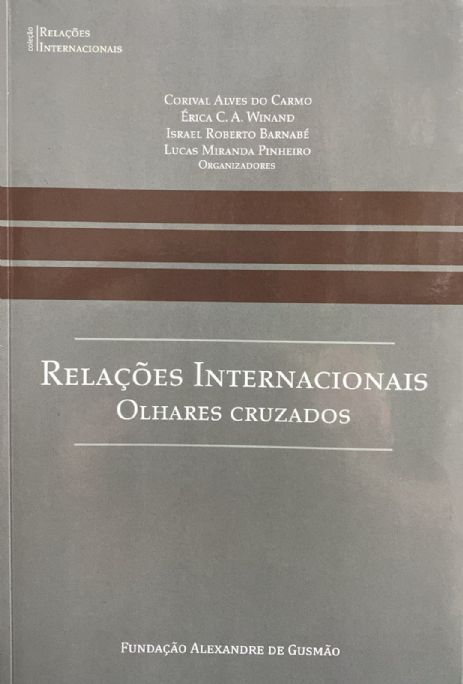 coleção
Relações
Internacionais
Corival Alves do Carmo
Érica C. A. Winand
Israel Roberto Barnabé
Lucas Miranda Pinheiro
Organizadores
Relações Internacionais
Olhares cruzados
Fundação Alexandre de Gusmão